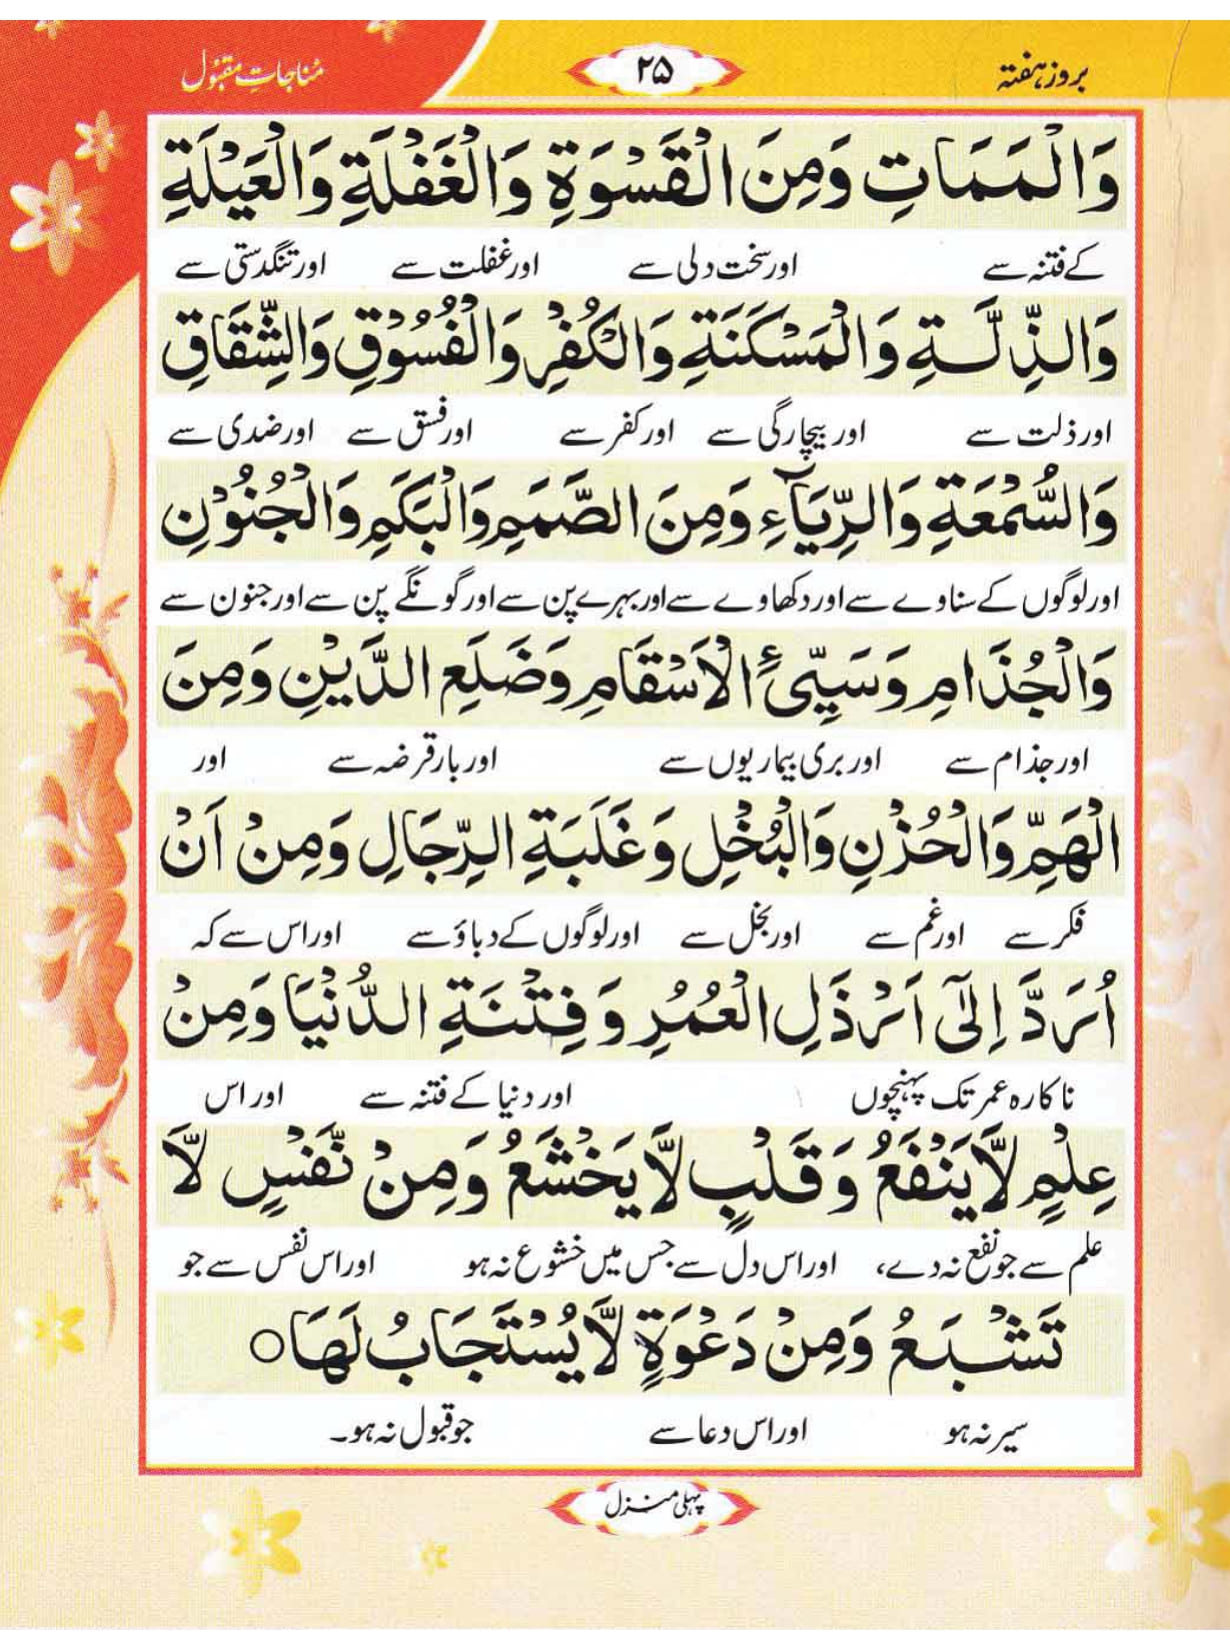 بروز ہفتہ
۲۵
مُناجاتِ مقبُول
وَالْمَمَاتِ وَمِنَ الْقَسْوَةِ وَالْغَفْلَةِ وَالْعَيْلَةِ
کے فتنہ سے اور سخت دلی سے اور غفلت سے اور تنگدستی سے
وَالذِّلَّةِ وَالْمَسْكَنَةِ وَالْكُفْرِ وَالْفُسُوْقِ وَالشِّقَاقِ
اور ذلت سے اور بیچارگی سے اور کفر سے اور فسق سے اور ضدی سے
وَالسُّمْعَةِ وَالرِّيَآءِ وَمِنَ الصَّمَمِ وَالْبَكَمِ وَالْجُنُوْنِ
اور لوگوں کے سناوے سے اور دکھاوے سے اور بہرے پن سے اور گونگے پن سے اور جنون سے
وَالْجُذَامِ وَسَيِّئِ الْاَسْقَامِ وَضَلَعِ الدَّيْنِ وَمِنَ
اور جذام سے اور بری بیماریوں سے اور بار قرضہ سے اور
الْهَمِّ وَالْحُزْنِ وَالْبُخْلِ وَغَلَبَةِ الرِّجَالِ وَمِنْ اَنْ
فکر سے اور غم سے اور بخل سے اور لوگوں کے دباؤ سے اور اس سے کہ
اُرَدَّ اِلٰٓى اَرْذَلِ الْعُمُرِ وَفِتْنَةِ الدُّنْيَا وَمِنْ
ناکارہ عمر تک پہنچوں اور دنیا کے فتنہ سے اور اس
عِلْمٍ لَّا يَنْفَعُ وَقَلْبٍ لَّا يَخْشَعُ وَمِنْ نَّفْسٍ لَّا
علم سے جو نفع نہ دے، اور اس دل سے جس میں خشوع نہ ہو اور اس نفس سے جو
تَشْبَعُ وَمِنْ دَعْوَةٍ لَّا يُسْتَجَابُ لَهَا ○
سیر نہ ہو اور اس دعا سے جو قبول نہ ہو۔
پہلی منزل